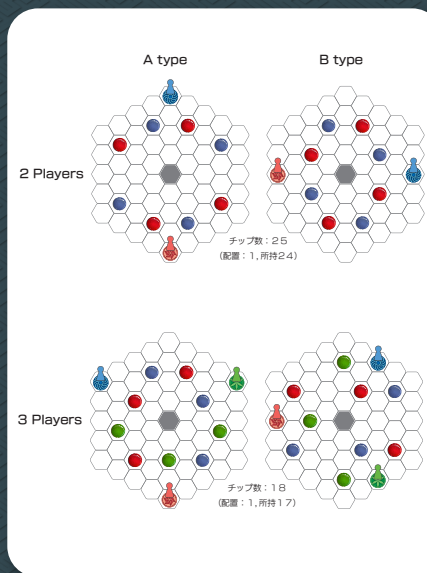 A type
B type
2 Players
チップ数：25
（配置：1，所持24）
3 Players
チップ数：18
（配置：1，所持17）